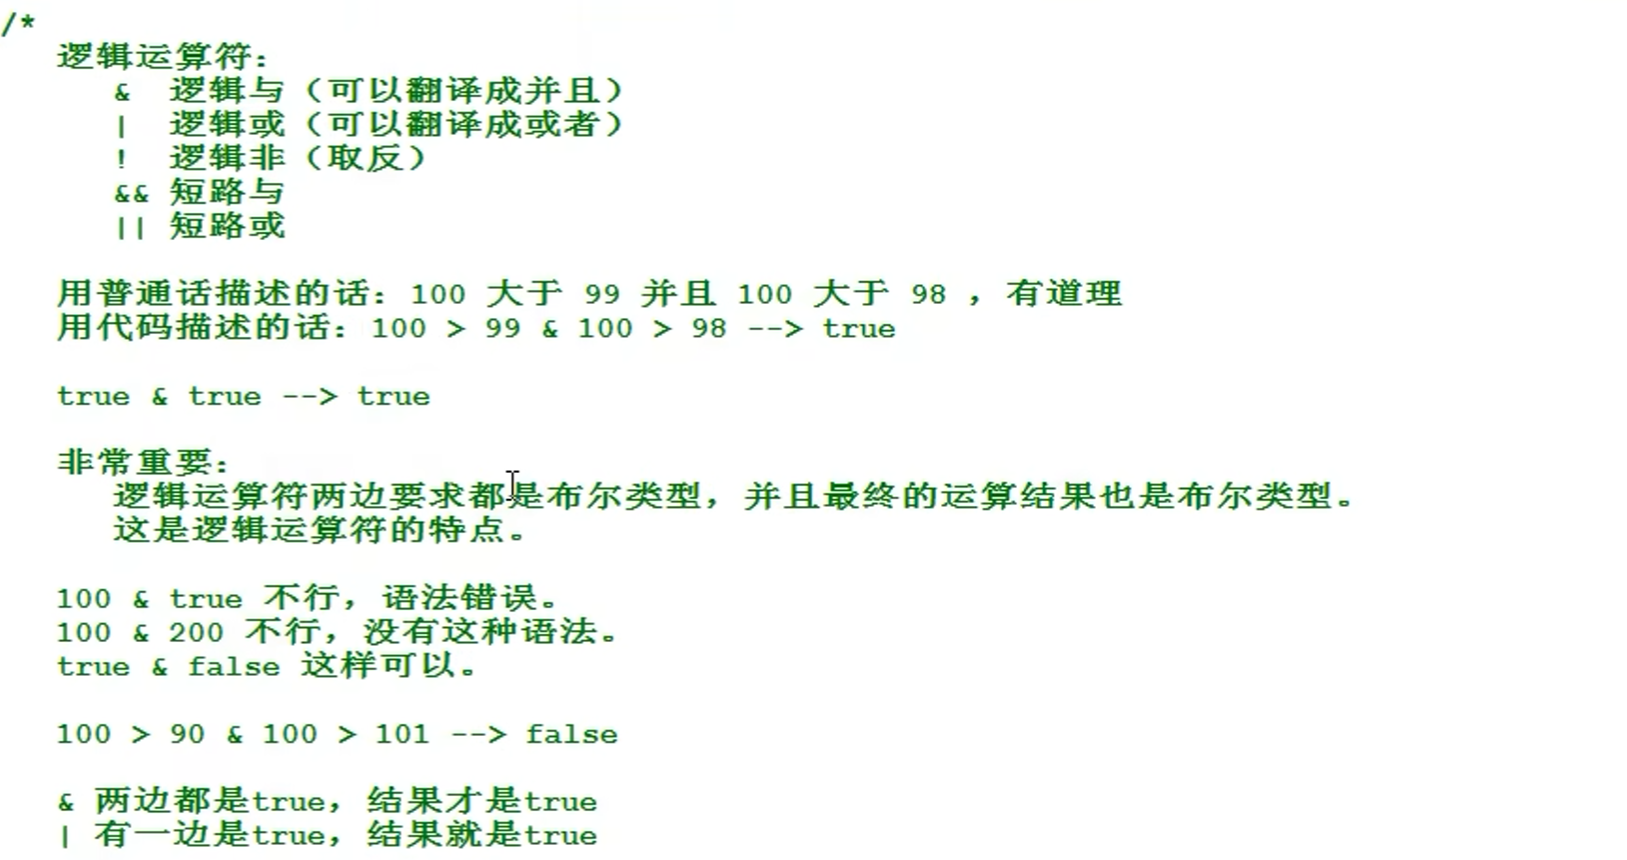 /*
逻辑运算符：
& 逻辑与（可以翻译成并且）
| 逻辑或（可以翻译成或者）
! 逻辑非（取反）
&& 短路与
|| 短路或
用普通话描述的话：100 大于 99 并且 100 大于 98 ，有道理
用代码描述的话：100 > 99 & 100 > 98 --> true
true & true --> true
非常重要：
逻辑运算符两边要求都是布尔类型，并且最终的运算结果也是布尔类型。
这是逻辑运算符的特点。
100 & true 不行，语法错误。
100 & 200 不行，没有这种语法。
true & false 这样可以。
100 > 90 & 100 > 101 --> false
& 两边都是true，结果才是true
| 有一边是true，结果就是true